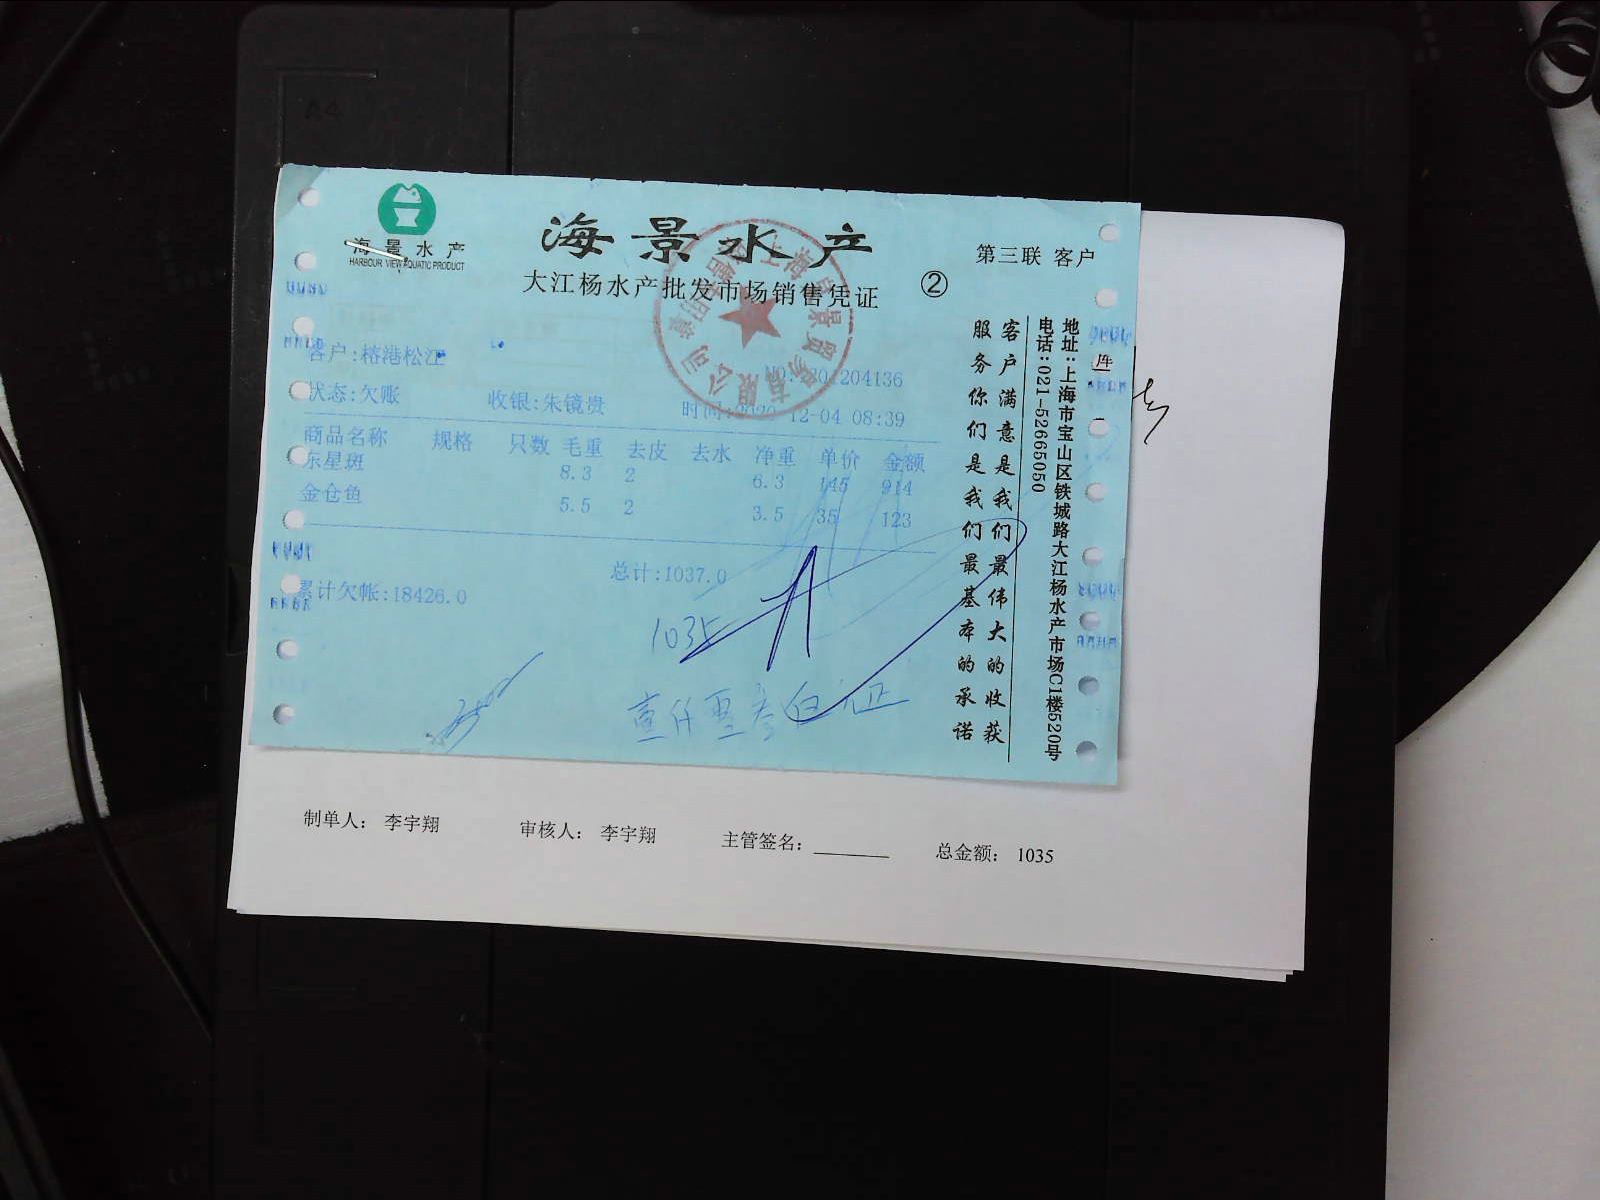 海景水产
HARBOUR VIEW AQUATIC PRODUCT
海景水产
大江杨水产批发市场销售凭证
②
第三联 客户
客户:榕港松江
状态:欠账 收银:朱镜贵 时间:2020-12-04 08:39
商品名称 规格 只数 毛重 去皮 去水 净重 单价 金额
东星斑 8.3 2 6.3 145 914
金仓鱼 5.5 2 3.5 35 123
总计:1037.0
累计欠帐:18426.0
1035
客户满意是我们最伟大的收获
服务你们是我们最基本的承诺
地址:上海市宝山区铁城路大江杨水产市场C1楼520号
电话:021-52665050
制单人: 李宇翔 审核人: 李宇翔 主管签名: 总金额: 1035